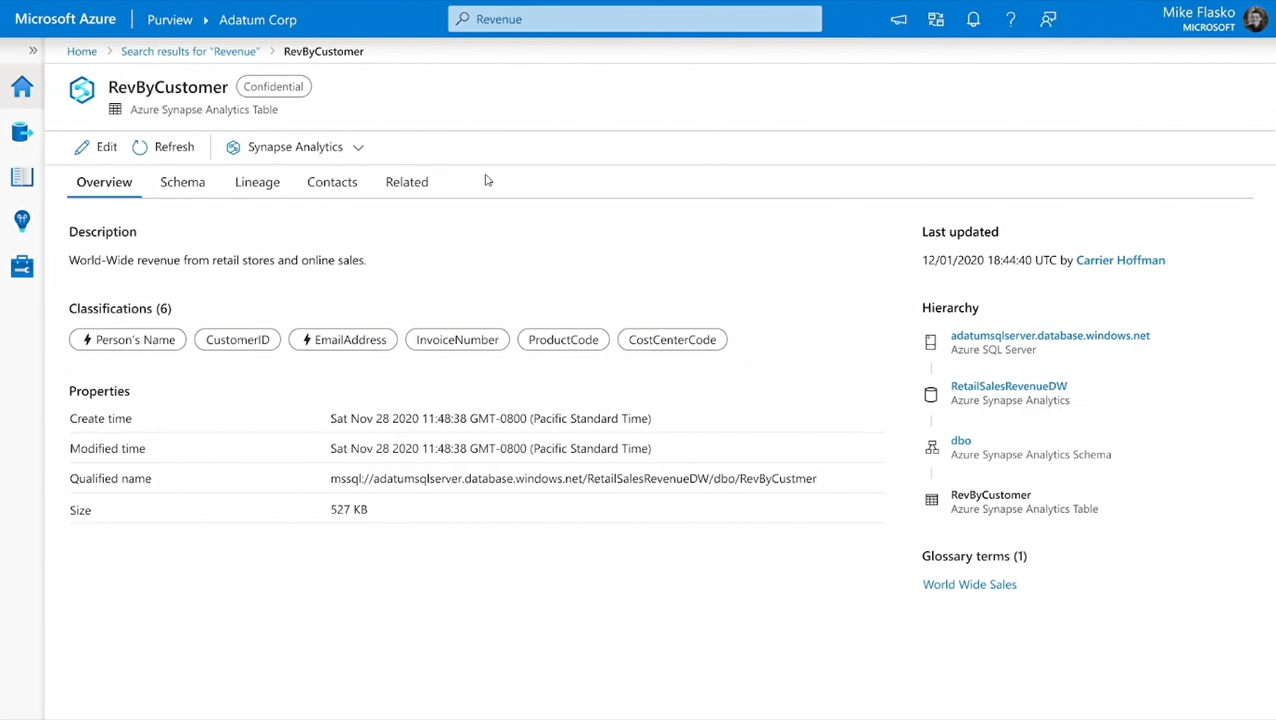 Microsoft Azure Purview Adatum Corp Revenue Mike Flasko
MICROSOFT
Home Search results for "Revenue" RevByCustomer
RevByCustomer Confidential
Azure Synapse Analytics Table
Edit Refresh Synapse Analytics
Overview Schema Lineage Contacts Related
Description
World-Wide revenue from retail stores and online sales.
Classifications (6)
Person's Name CustomerID EmailAddress InvoiceNumber ProductCode CostCenterCode
Properties
Create time Sat Nov 28 2020 11:48:38 GMT-0800 (Pacific Standard Time)
Modified time Sat Nov 28 2020 11:48:38 GMT-0800 (Pacific Standard Time)
Qualified name mssql://adatumsqlserver.database.windows.net/RetailSalesRevenueDW/dbo/RevByCustmer
Size 527 KB
Last updated
12/01/2020 18:44:40 UTC by Carrier Hoffman
Hierarchy
adatumsqlserver.database.windows.net
Azure SQL Server
RetailSalesRevenueDW
Azure Synapse Analytics
dbo
Azure Synapse Analytics Schema
RevByCustomer
Azure Synapse Analytics Table
Glossary terms (1)
World Wide Sales